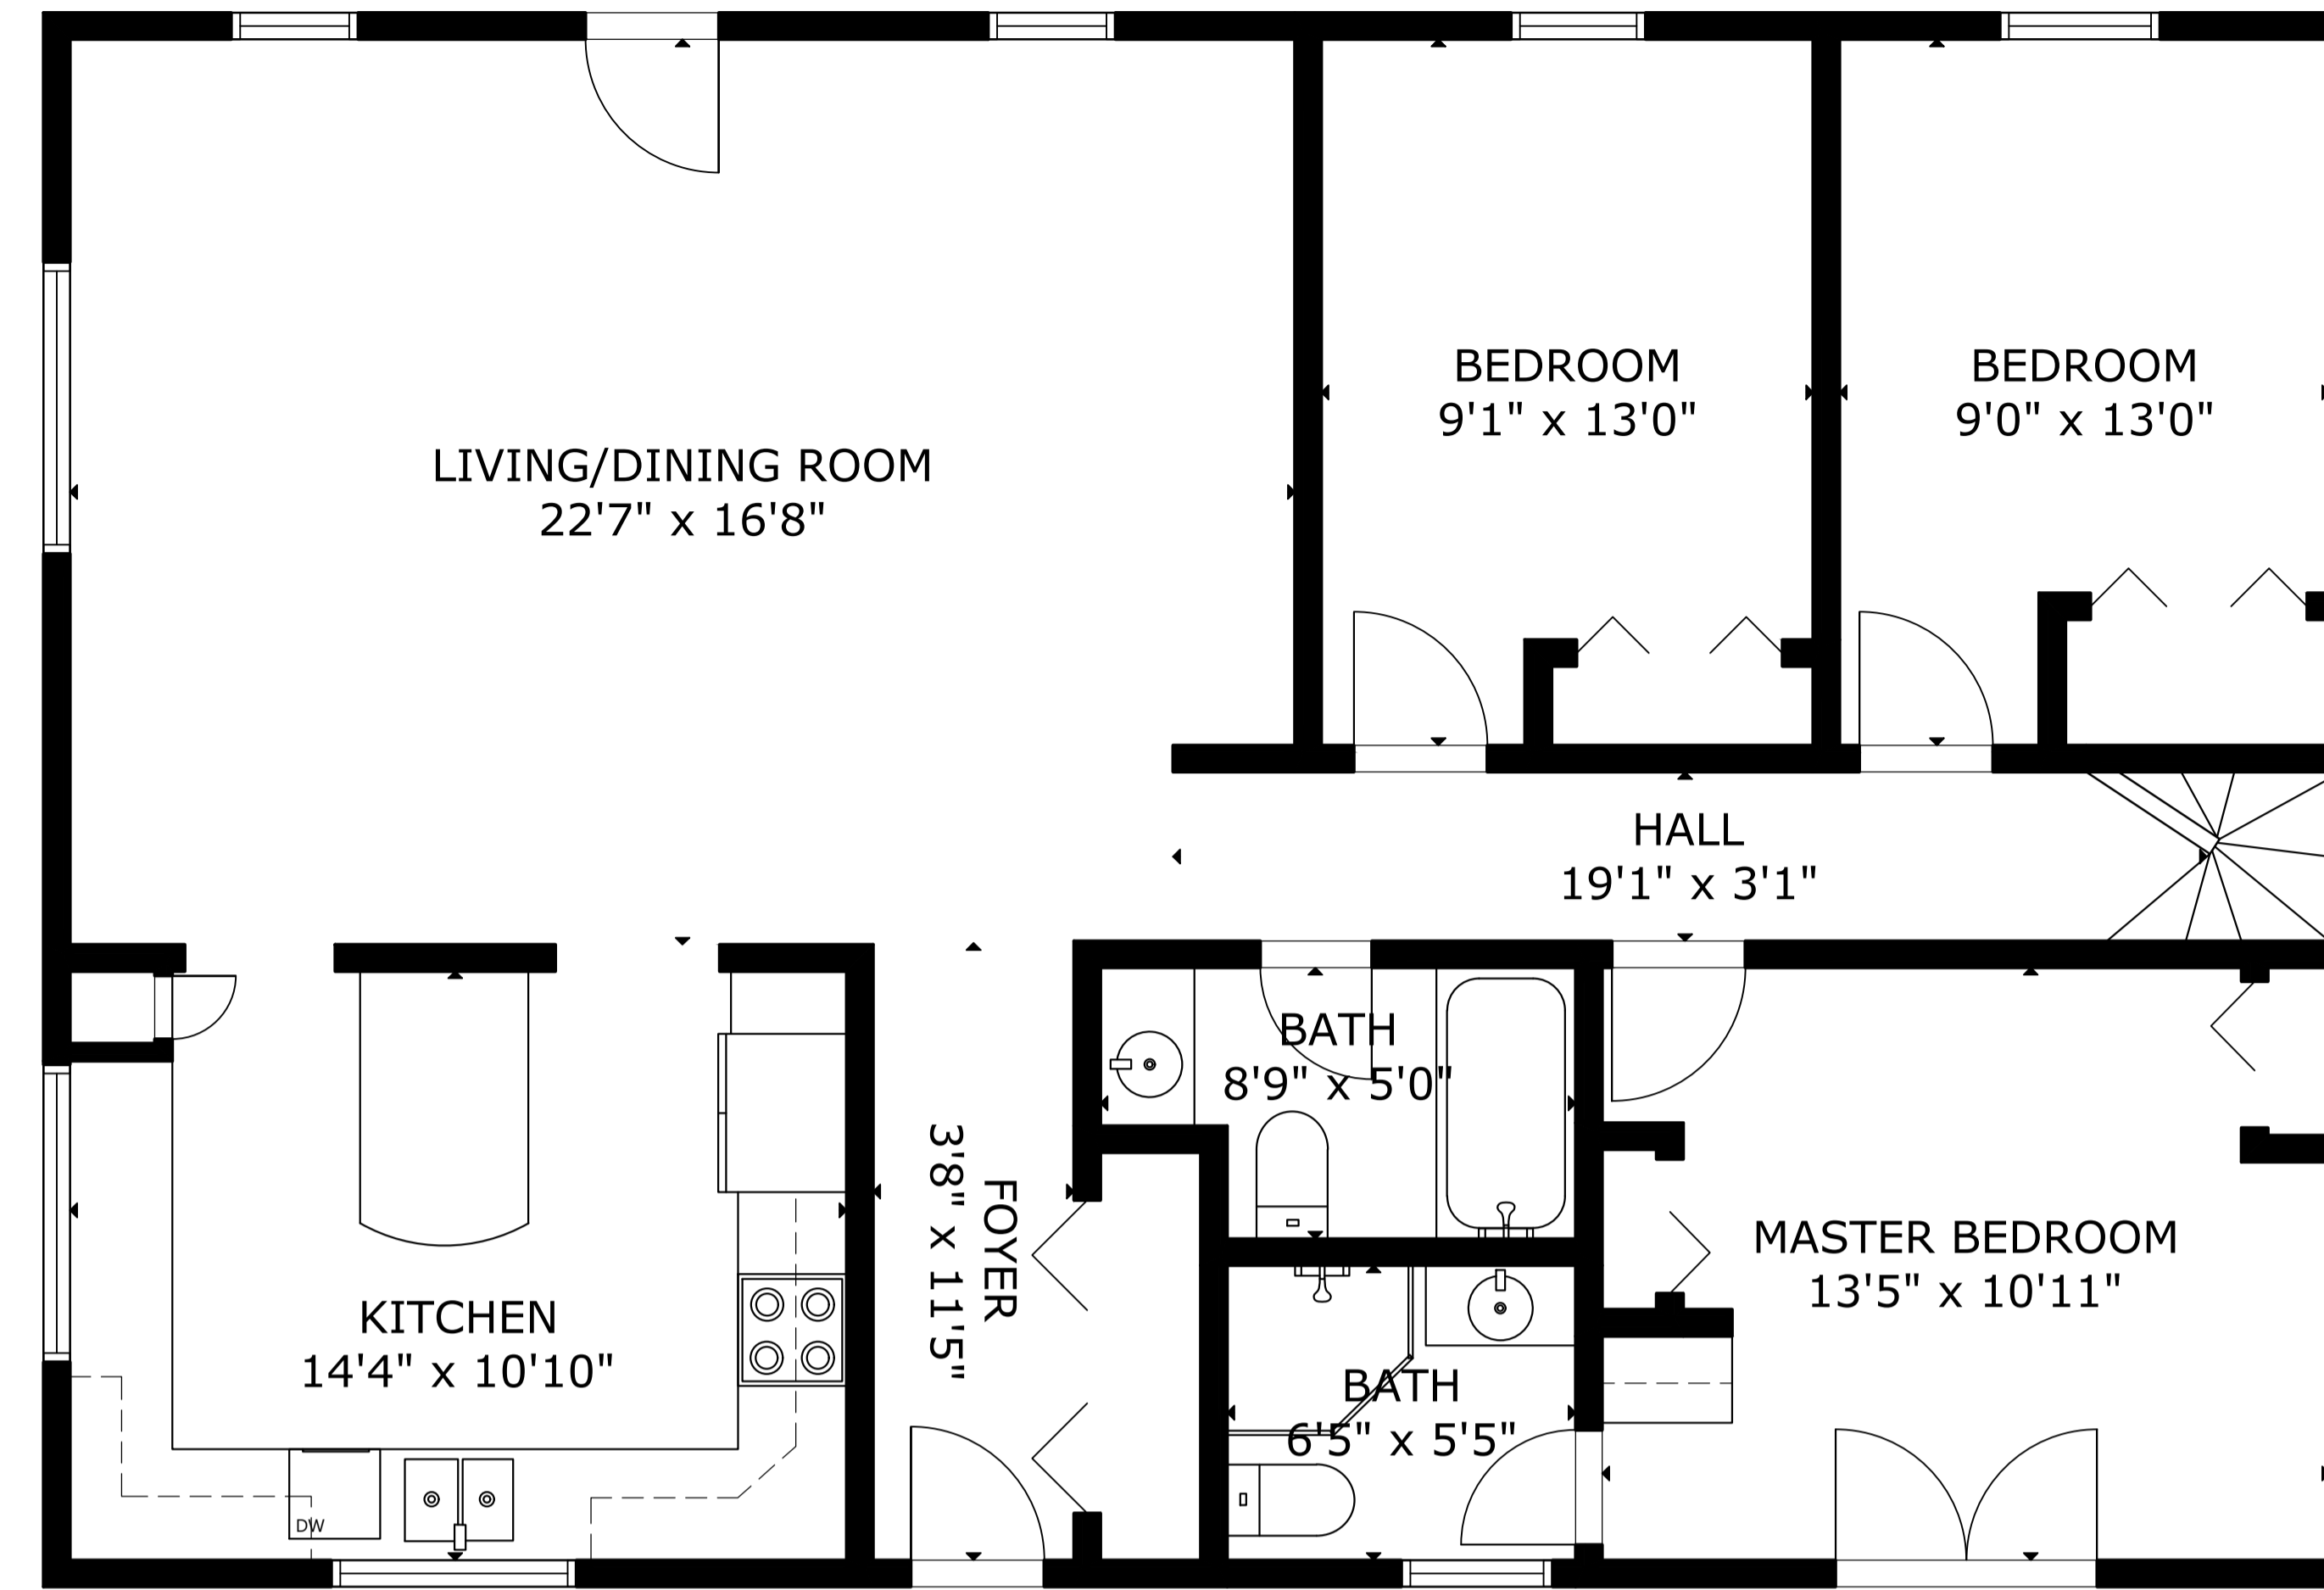 BEDROOM
9'1" x 13'0"
BEDROOM
9'0" x 13'0"
LIVING/DINING ROOM
22'7" x 16'8"
HALL
19'1" x 3'1"
BATH
8'9" x 5'0"
FOYER
3'8" x 11'5"
MASTER BEDROOM
13'5" x 10'11"
KITCHEN
14'4" x 10'10"
BATH
6'5" x 5'5"
DW